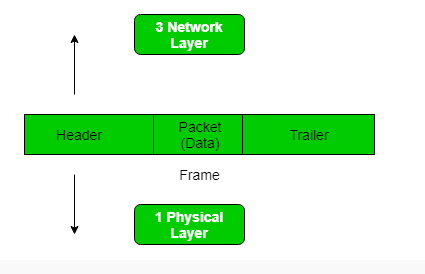 3 Network
Layer
Header
Packet
(Data)
Trailer
Frame
1 Physical
Layer